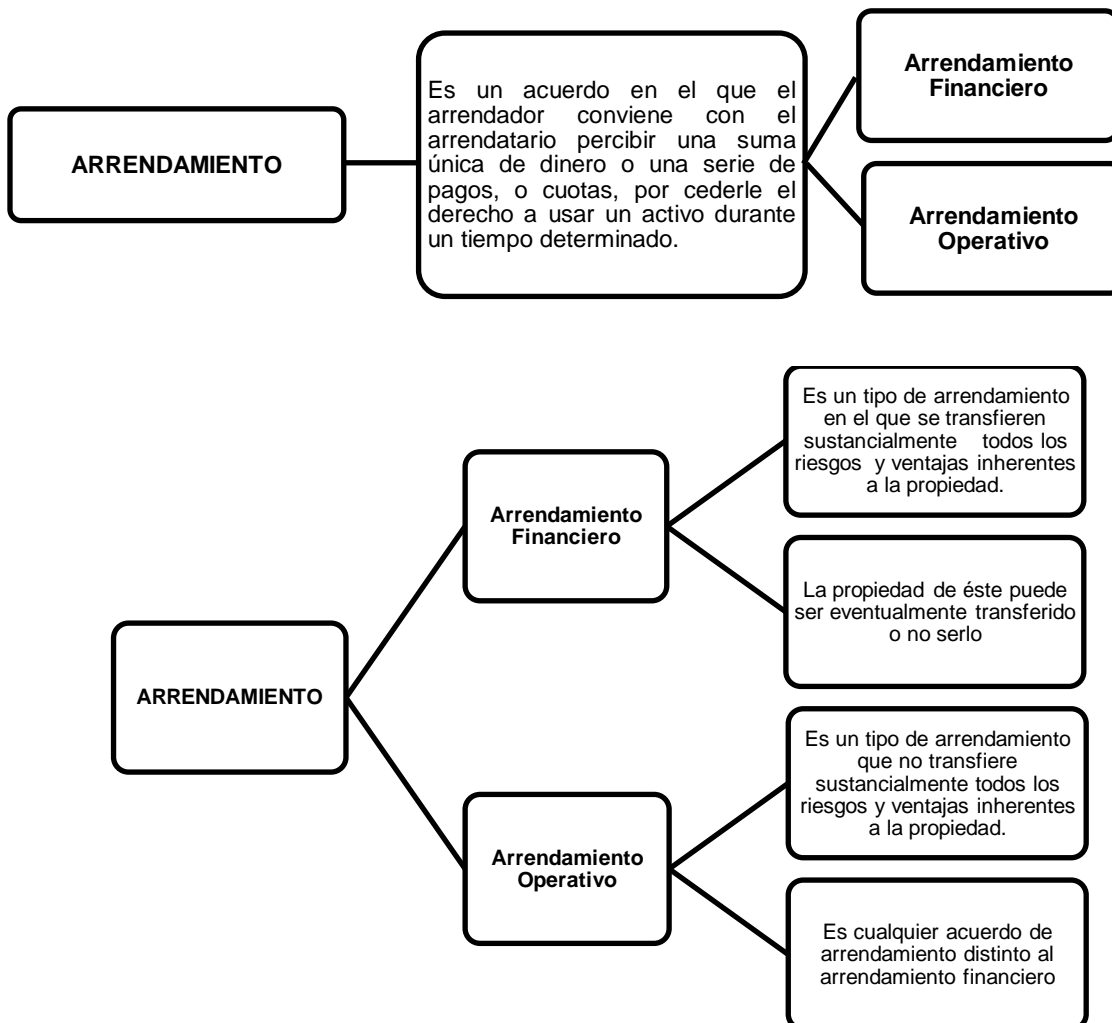 ARRENDAMIENTO
Es un acuerdo en el que el
arrendador conviene con el
arrendatario percibir una suma
única de dinero o una serie de
pagos, o cuotas, por cederle el
derecho a usar un activo durante
un tiempo determinado.
Arrendamiento
Financiero
Arrendamiento
Operativo
ARRENDAMIENTO
Arrendamiento
Financiero
Es un tipo de arrendamiento
en el que se transfieren
sustancialmente todos los
riesgos y ventajas inherentes
a la propiedad.
La propiedad de éste puede
ser eventualmente transferido
o no serlo
Arrendamiento
Operativo
Es un tipo de arrendamiento
que no transfiere
sustancialmente todos los
riesgos y ventajas inherentes
a la propiedad.
Es cualquier acuerdo de
arrendamiento distinto al
arrendamiento financiero